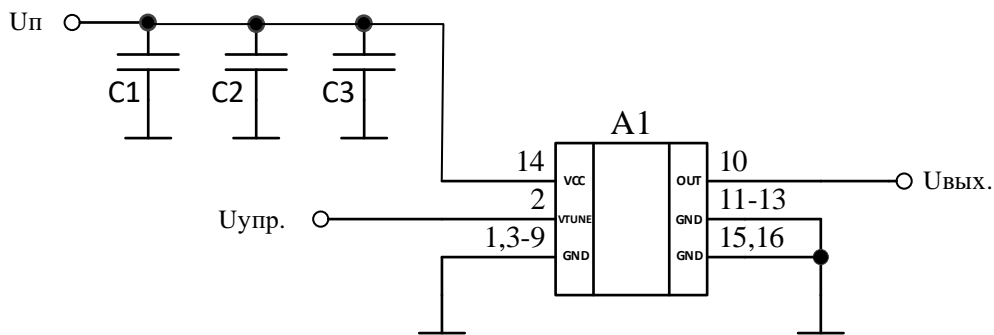 Uп
C1
C2
C3
A1
14
VCC
OUT
10
Uвых.
2
Uупр.
VTUNE
GND
11-13
1,3-9
GND
GND
15,16